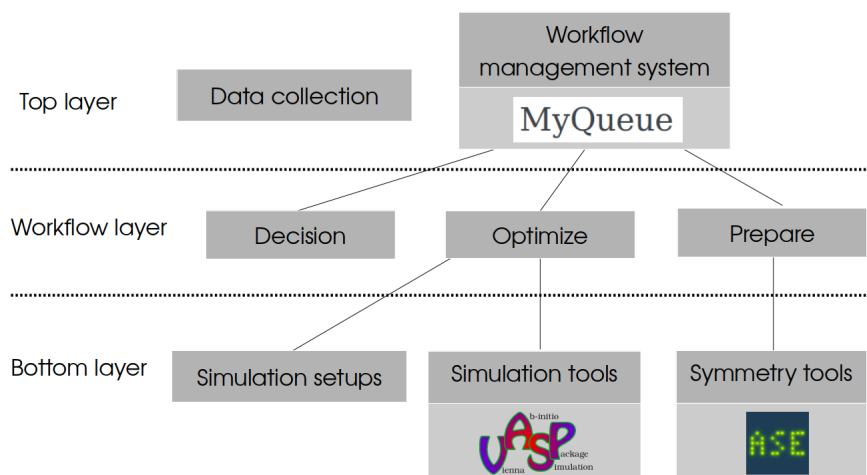 Workflow
management system
Top layer
Data collection
MyQueue
Workflow layer
Decision
Optimize
Prepare
Bottom layer
Simulation setups
Simulation tools
Symmetry tools
b-initio
VASP
ackage
ienna
imulation
ASE